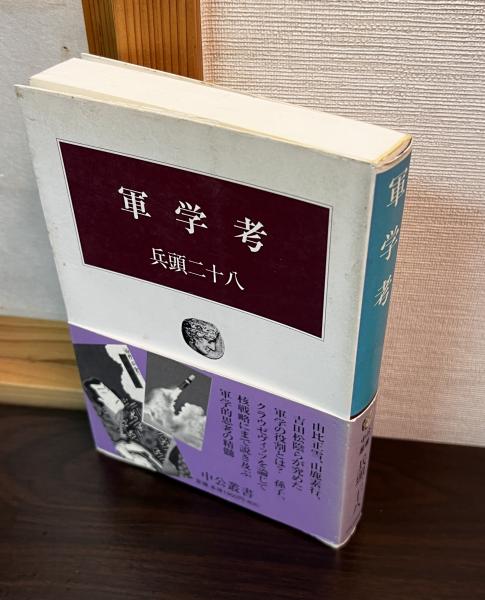 軍学考
兵頭二十八
由比正雪、山鹿素行、
吉田松陰らが究めた
軍学の役割とは? 孫子、
クラウゼヴィッツを論じて
核戦略にまで説き及ぶ
軍学的思考の精髄
中公叢書
軍学考
兵頭二十八